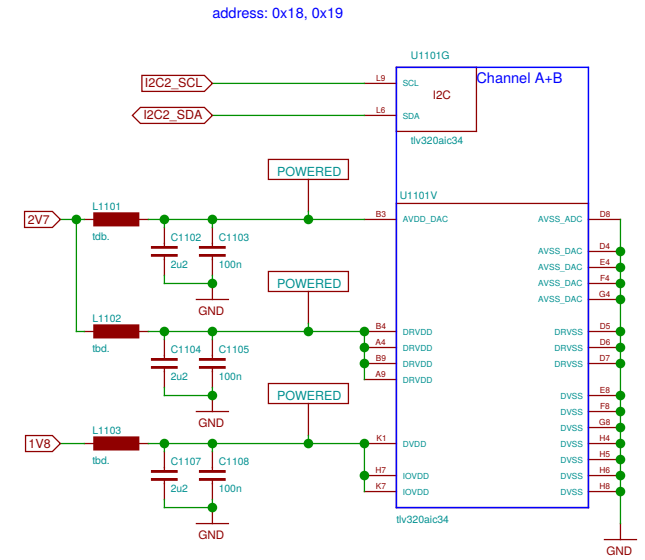 address: 0x18, 0x19
U1101G
I2C2_SCL
L9
SCL
Channel A+B
I2C
I2C2_SDA
L6
SDA
tlv320aic34
POWERED
U1101V
L1101
2V7
B3
AVDD_DAC
AVSS_ADC
D8
tdb.
C1102
C1103
2u2
100n
AVSS_DAC
D4
AVSS_DAC
E4
AVSS_DAC
F4
AVSS_DAC
G4
POWERED
GND
L1102
tbd.
B4
DRVDD
DRVSS
D5
A4
DRVDD
DRVSS
D6
B9
DRVDD
DRVSS
D7
A9
DRVDD
C1104
C1105
2u2
100n
POWERED
GND
DVSS
E8
DVSS
F8
DVSS
G8
L1103
1V8
K1
DVDD
DVSS
H4
tbd.
C1107
C1108
2u2
100n
DVSS
H5
H7
IOVDD
DVSS
H6
K7
IOVDD
DVSS
H8
tlv320aic34
GND
GND